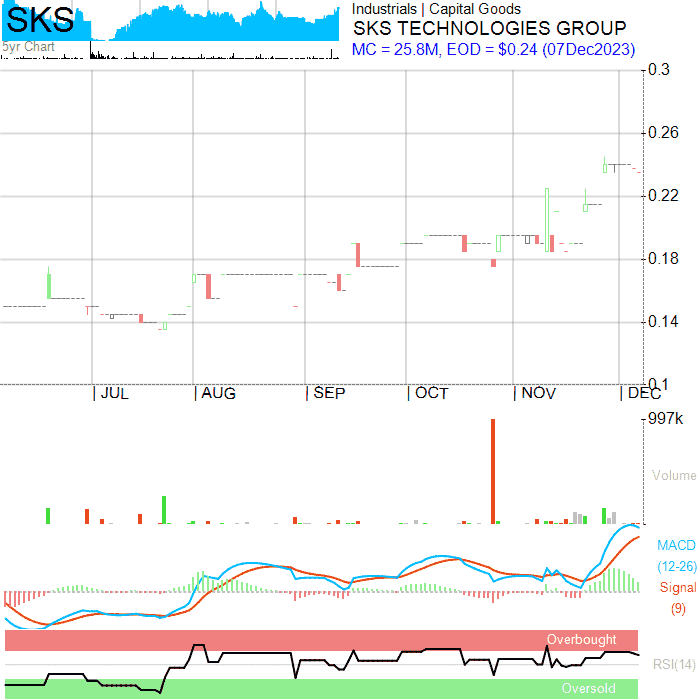 SKS
5yr Chart
Industrials | Capital Goods
SKS TECHNOLOGIES GROUP
MC = 25.8M, EOD = $0.24 (07Dec2023)
0.3
0.26
0.22
0.18
0.14
0.1
JUL AUG SEP OCT NOV DEC
997k
Volume
MACD
(12-26)
Signal
(9)
Overbought
RSI(14)
Oversold